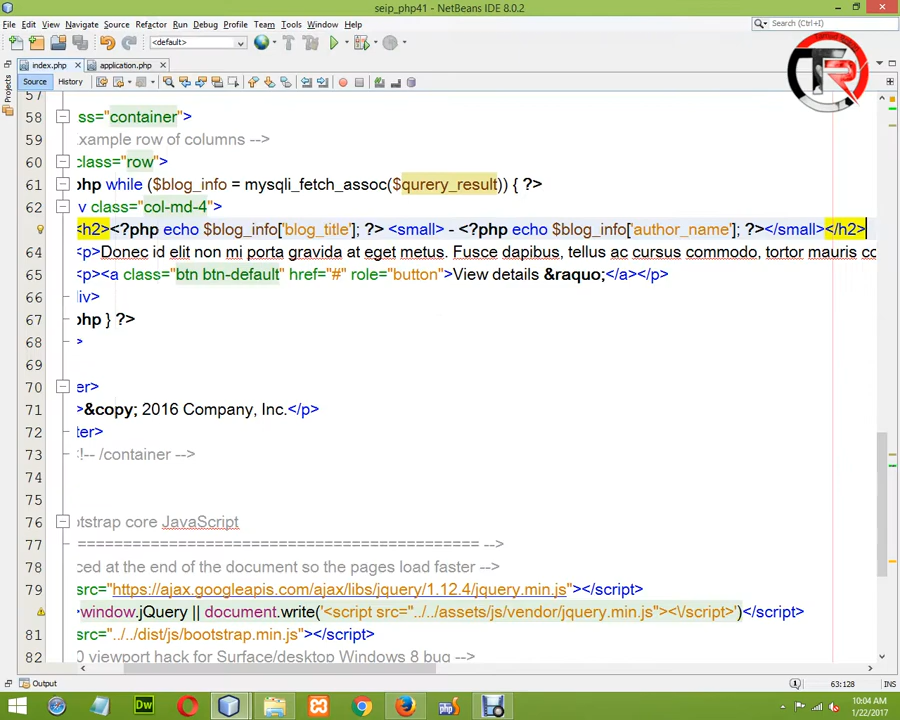 seip_php41 - NetBeans IDE 8.0.2
File Edit View Navigate Source Refactor Run Debug Profile Team Tools Window Help
Search (Ctrl+I)
<default>
index.php application.php
Source History
Projects
57
58 ss="container">
59 xample row of columns -->
60 class="row">
61 php while ($blog_info = mysqli_fetch_assoc($qurery_result)) { ?>
62 v class="col-md-4">
<h2><?php echo $blog_info['blog_title']; ?> <small> - <?php echo $blog_info['author_name']; ?></small></h2>
64 <p>Donec id elit non mi porta gravida at eget metus. Fusce dapibus, tellus ac cursus commodo, tortor mauris co
65 <p><a class="btn btn-default" href="#" role="button">View details &raquo;</a></p>
66 div>
67 php } ?>
68 >
69
70 er>
71 >&copy; 2016 Company, Inc.</p>
72 ter>
73 <!-- /container -->
74
75
76 otstrap core JavaScript
77 ============================================= -->
78 aced at the end of the document so the pages load faster -->
79 src="https://ajax.googleapis.com/ajax/libs/jquery/1.12.4/jquery.min.js"></script>
>window.jQuery || document.write('<script src="../../assets/js/vendor/jquery.min.js"><\/script>')</script>
81 src="../../dist/js/bootstrap.min.js"></script>
82 0 viewport hack for Surface/desktop Windows 8 bug -->
Output
63:128 INS
10:04 AM
1/22/2017